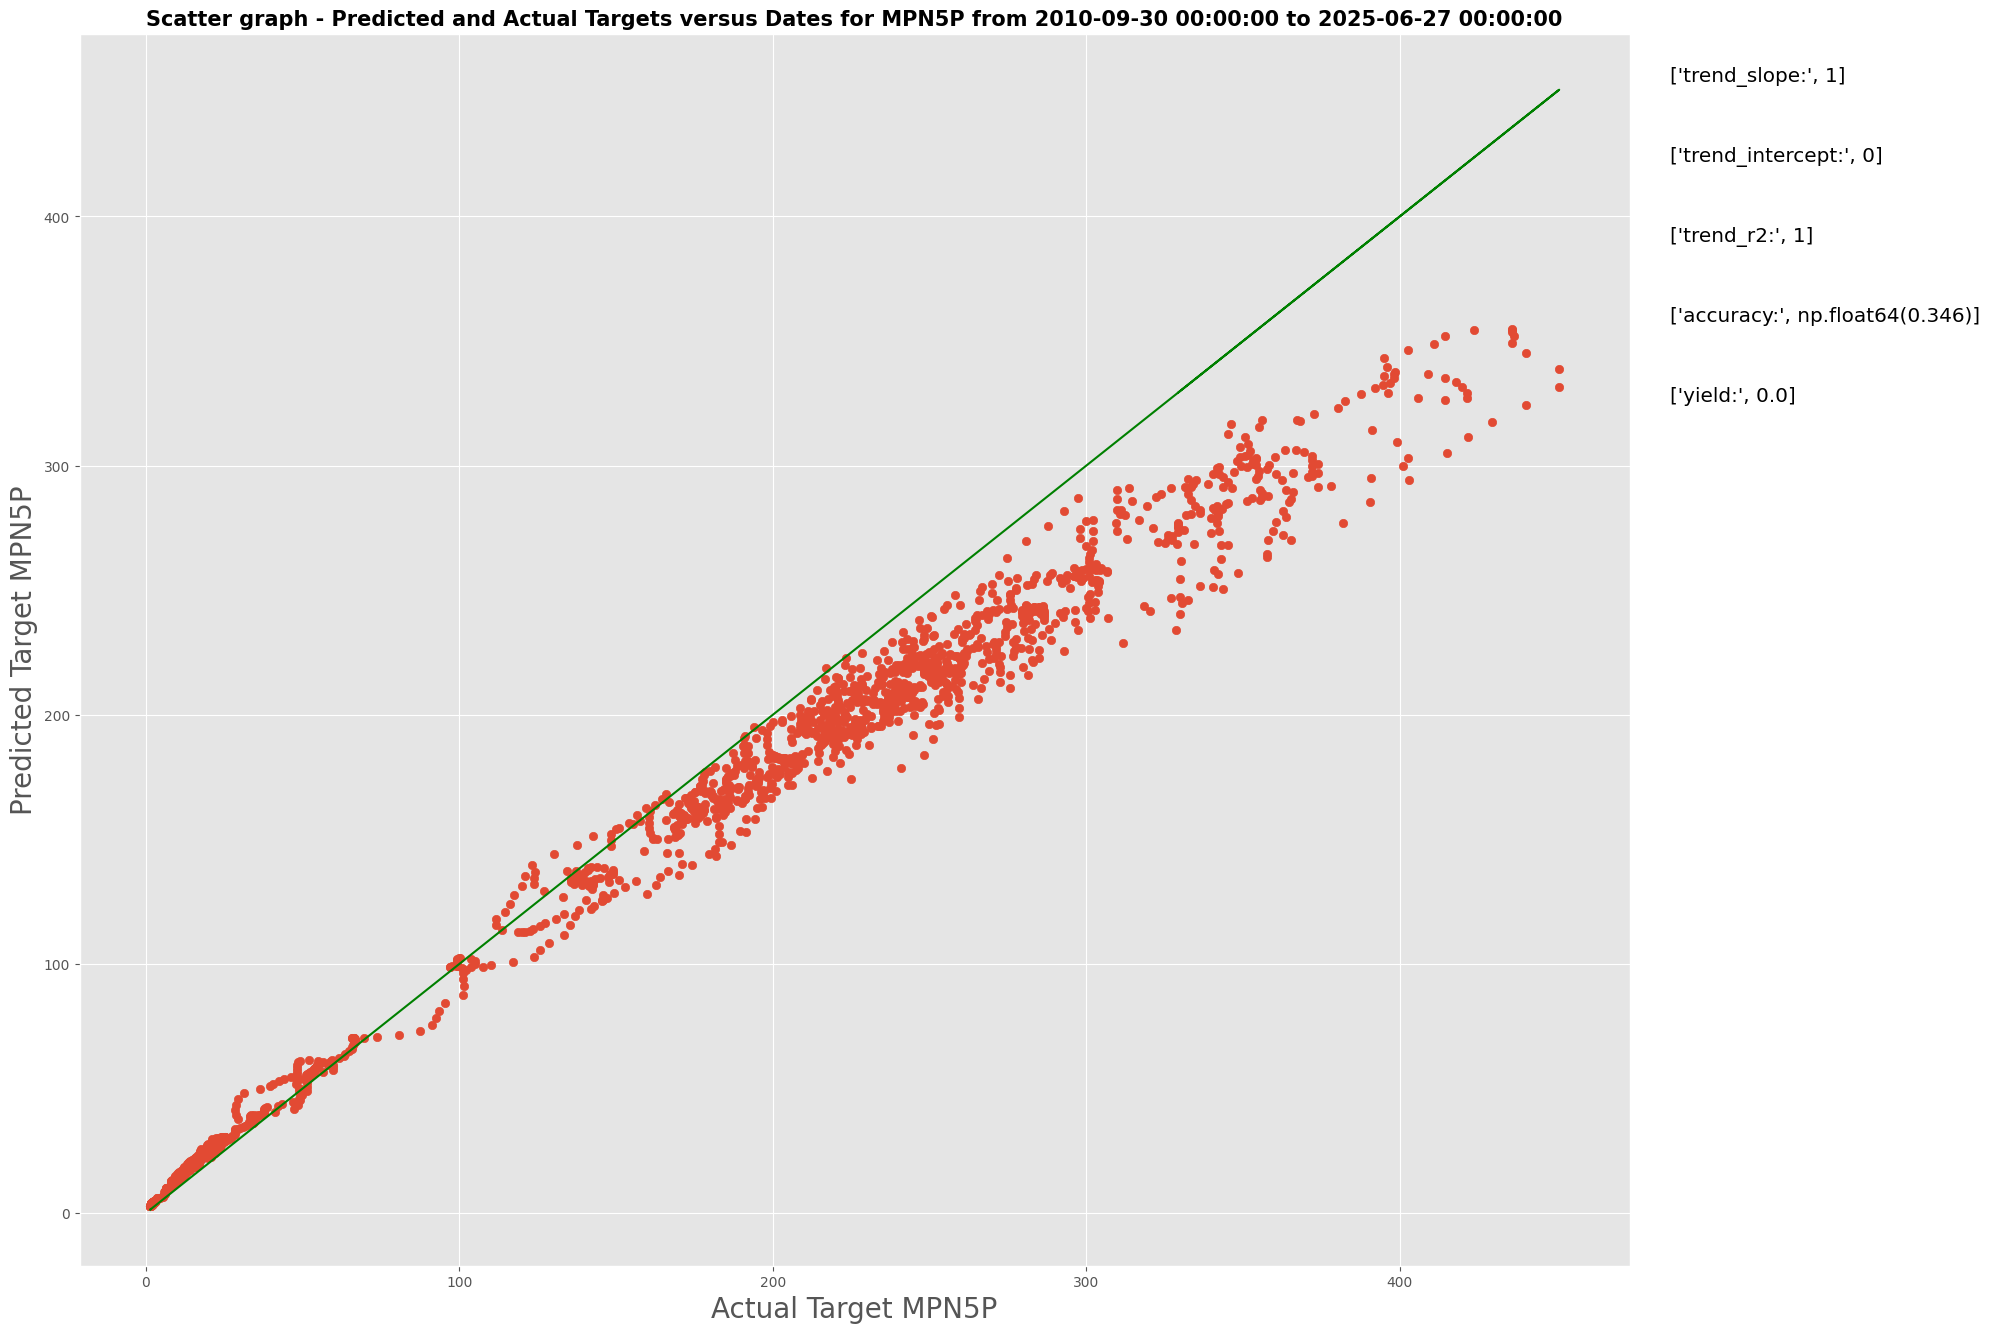 Scatter graph - Predicted and Actual Targets versus Dates for MPN5P from 2010-09-30 00:00:00 to 2025-06-27 00:00:00
['trend_slope:', 1]
['trend_intercept:', 0]
['trend_r2:', 1]
['accuracy:', np.float64(0.346)]
['yield:', 0.0]
Predicted Target MPN5P
400
300
200
100
0
0 100 200 300 400
Actual Target MPN5P